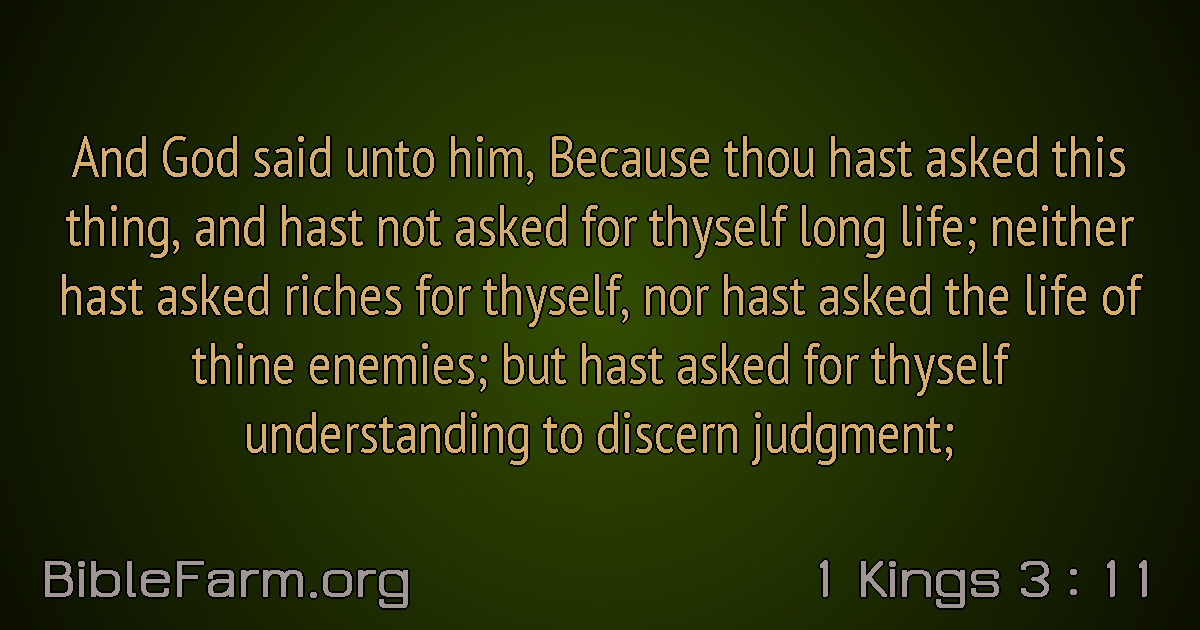 And God said unto him, Because thou hast asked this
thing, and hast not asked for thyself long life; neither
hast asked riches for thyself, nor hast asked the life of
thine enemies; but hast asked for thyself
understanding to discern judgment;
BibleFarm.org
1 Kings 3 : 11